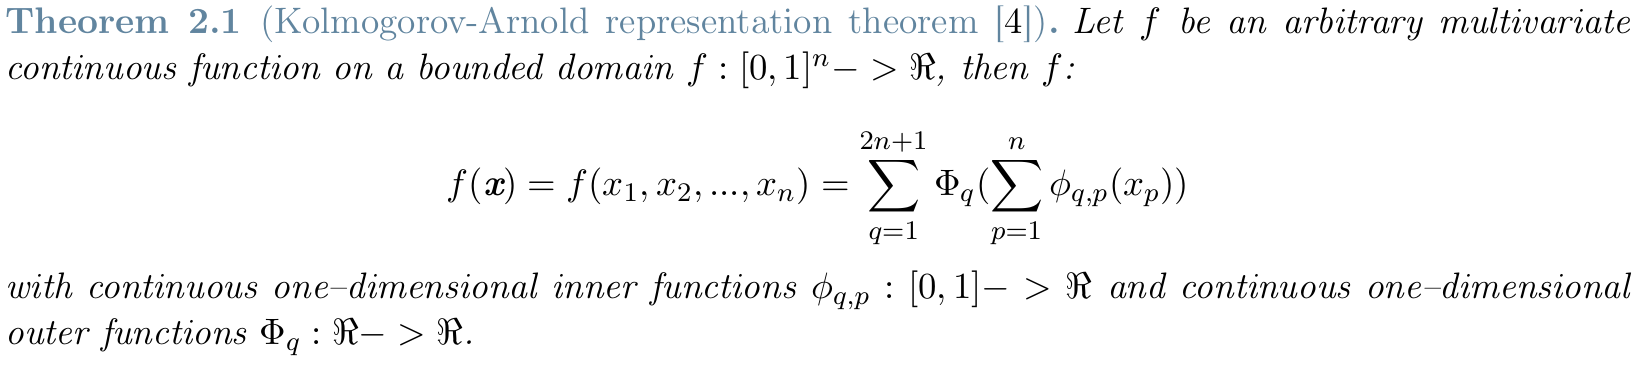 Theorem 2.1 (Kolmogorov-Arnold representation theorem [4]). Let f be an arbitrary multivariate
continuous function on a bounded domain f : [0, 1]^n− > ℜ, then f:
f(𝒙) = f(x_1, x_2, ..., x_n) = \sum_{q=1}^{2n+1} Φ_q(\sum_{p=1}^{n} ϕ_{q,p}(x_p))
with continuous one–dimensional inner functions ϕ_{q,p} : [0, 1]− > ℜ and continuous one–dimensional
outer functions Φ_q : ℜ− > ℜ.